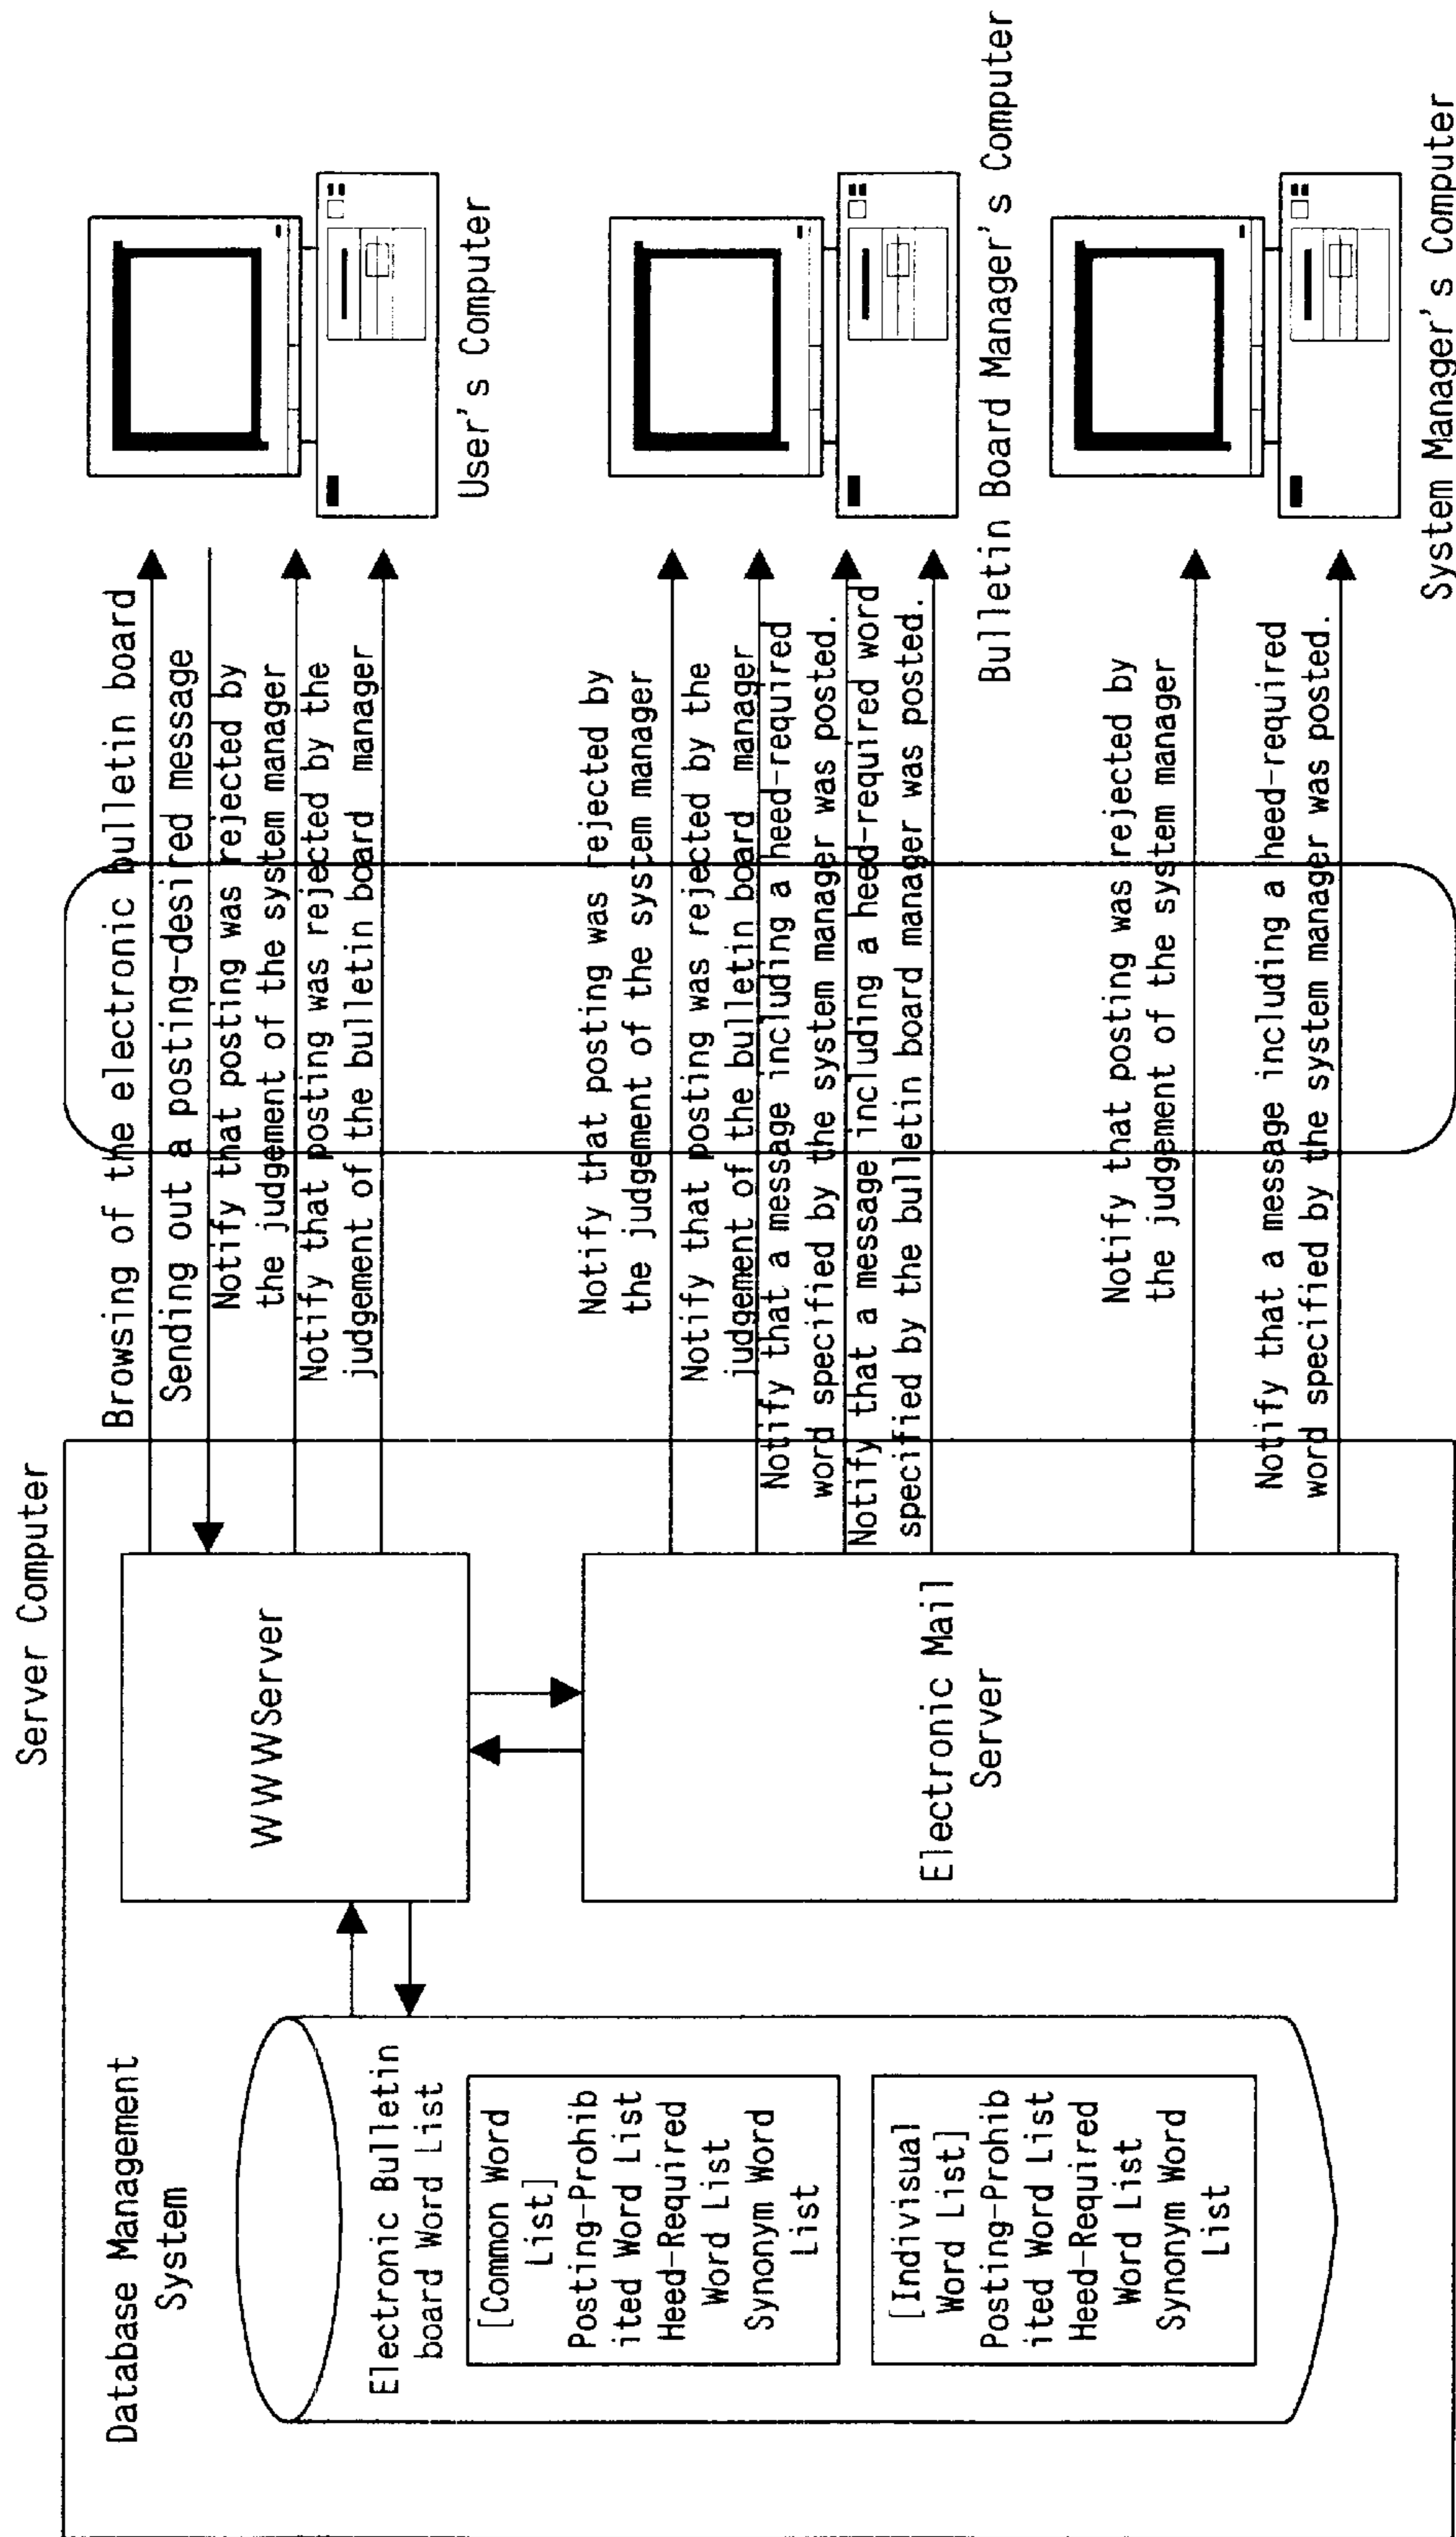 Server Computer
Database Management
System
Electronic Bulletin
board Word List
[Common Word
List]
Posting-Prohib
ited Word List
Heed-Required
Word List
Synonym Word
List
[Indivisual
Word List]
Posting-Prohib
ited Word List
Heed-Required
Word List
Synonym Word
List
WWWServer
Electronic Mail
Server
Browsing of the electronic bulletin board
Sending out a posting-desired message
Notify that posting was rejected by
the judgement of the system manager
Notify that posting was rejected by the
judgement of the bulletin board manager
Notify that posting was rejected by
the judgement of the system manager
Notify that posting was rejected by the
judgement of the bulletin board manager
Notify that a message including a heed-required
word specified by the system manager was posted.
Notify that a message including a heed-required word
specified by the bulletin board manager was posted.
Notify that posting was rejected by
the judgement of the system manager
Notify that a message including a heed-required
word specified by the system manager was posted.
User's Computer
Bulletin Board Manager's Computer
System Manager's Computer